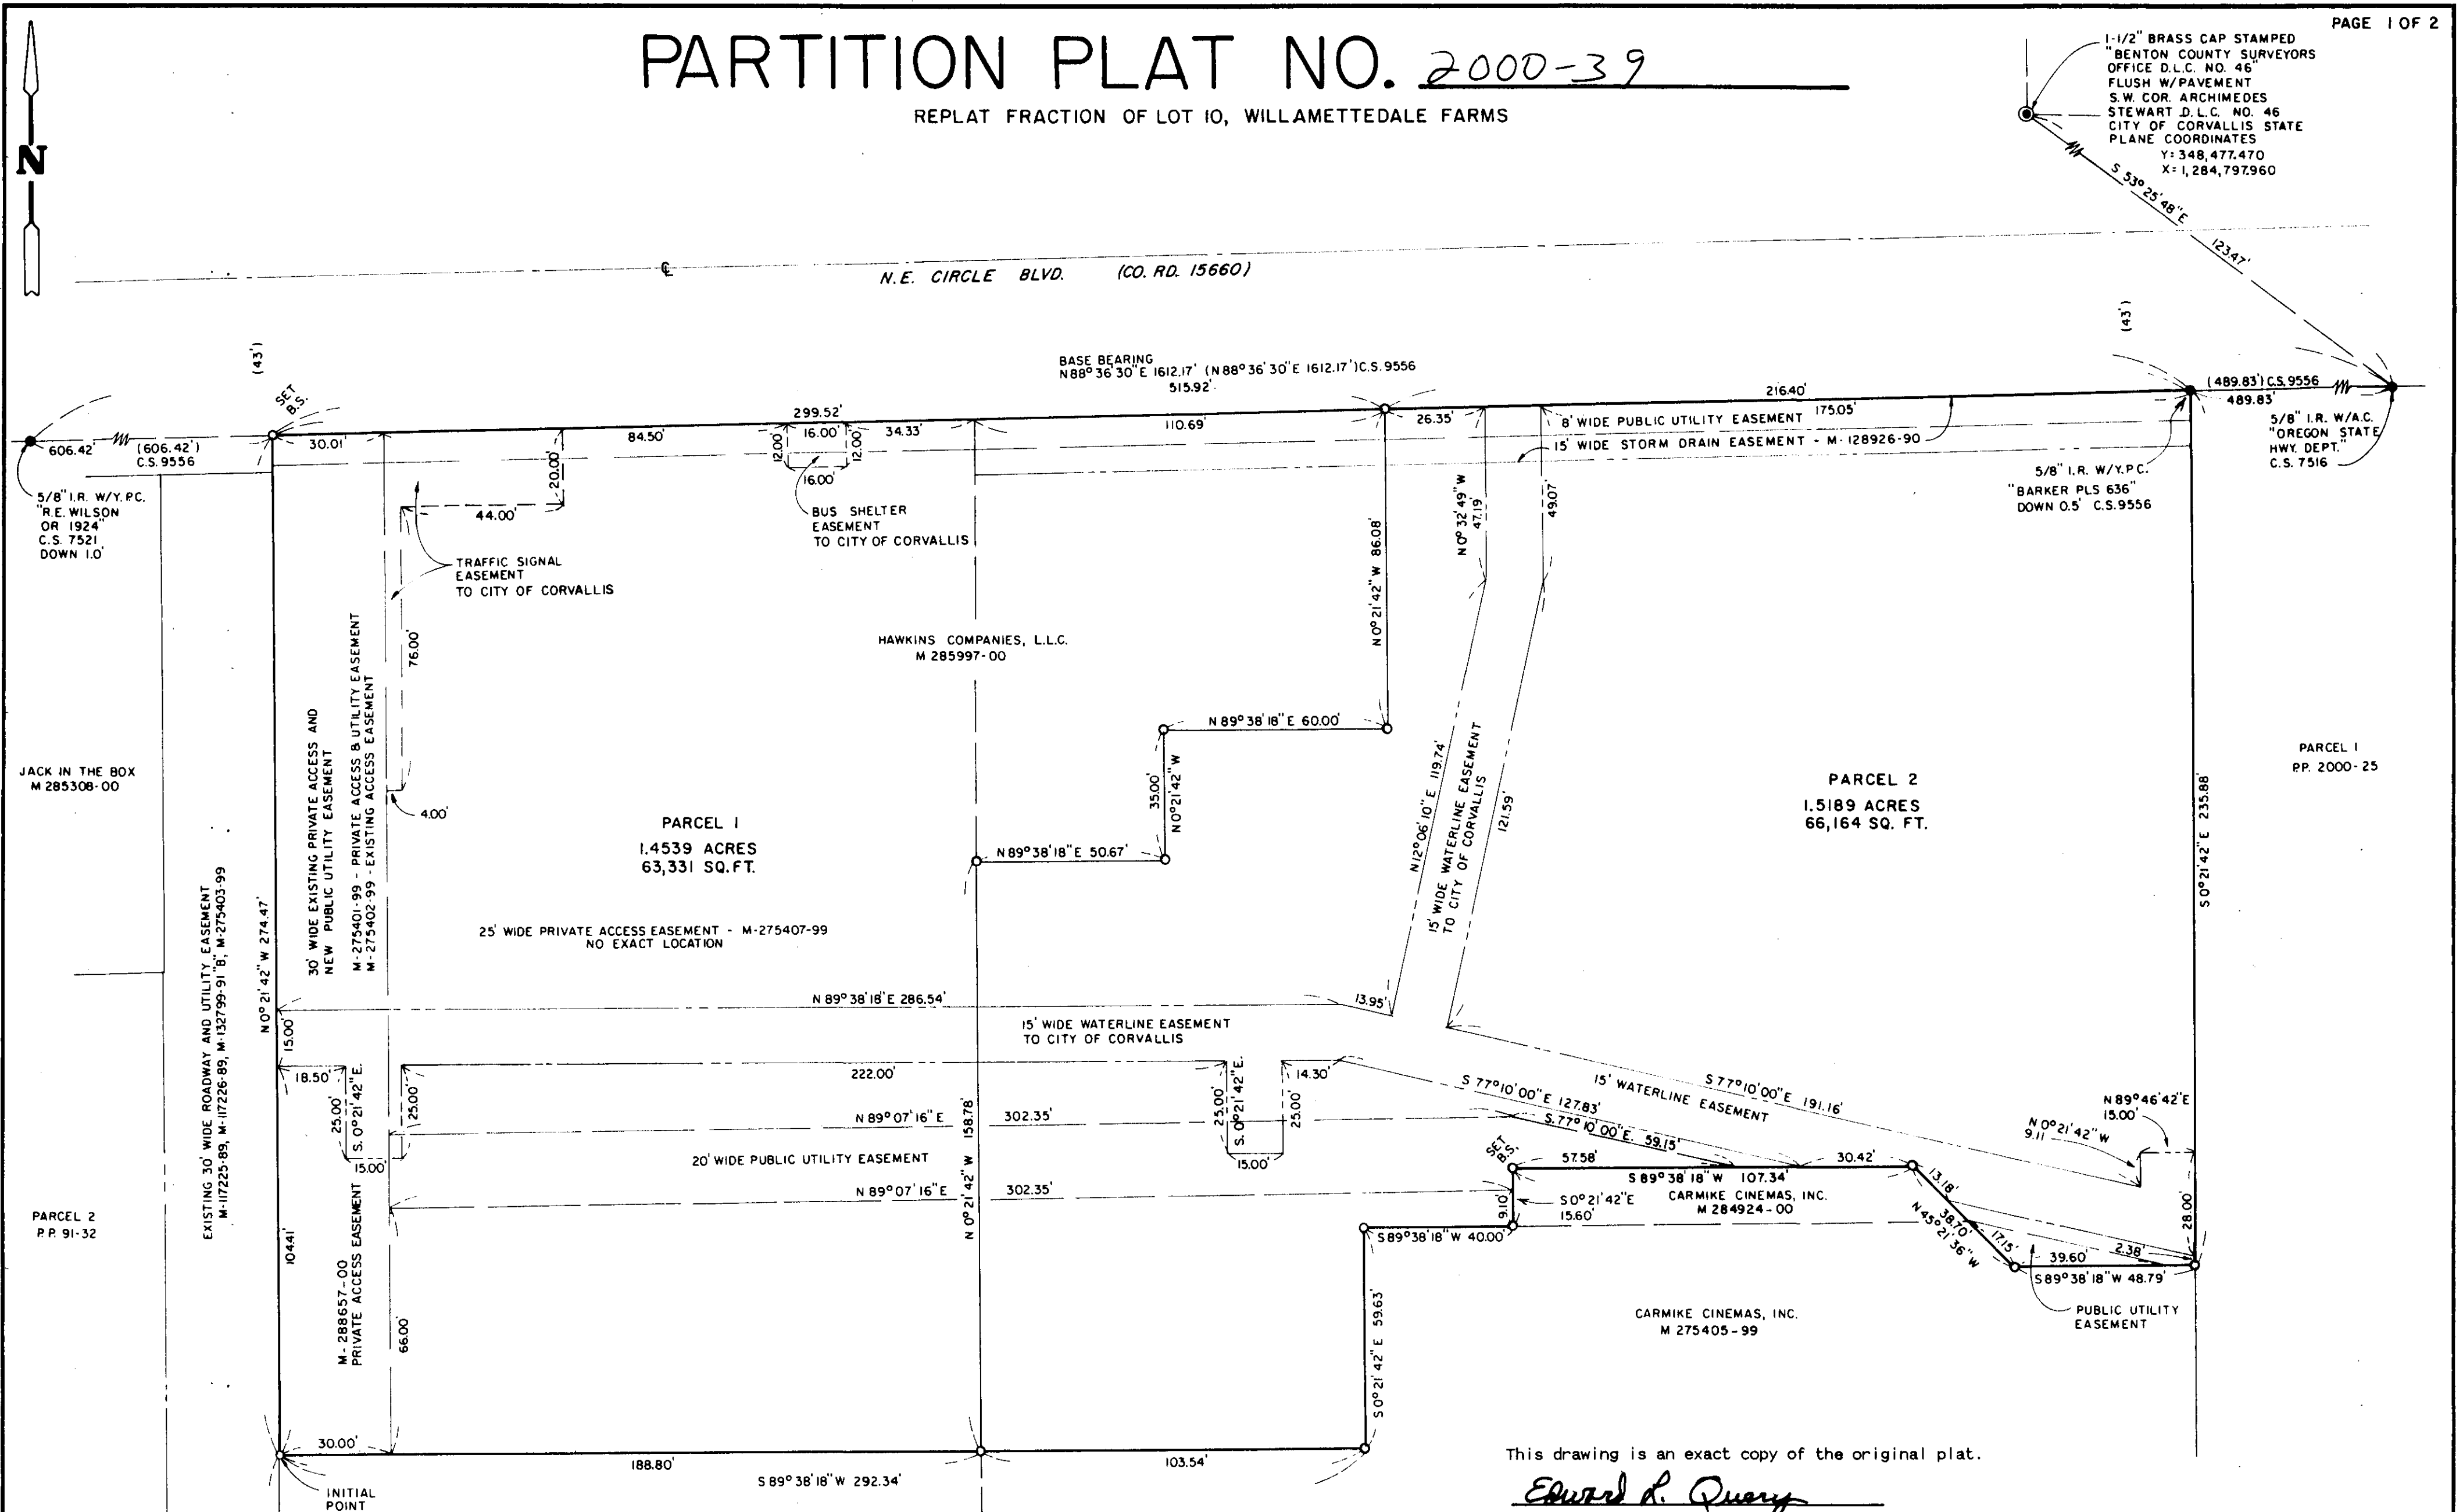 PAGE 1 OF 2
PARTITION PLAT NO. 2000-39
REPLAT FRACTION OF LOT 10, WILLAMETTEDALE FARMS
1-1/2" BRASS CAP STAMPED
"BENTON COUNTY SURVEYORS
OFFICE D.L.C. NO. 46"
FLUSH W/PAVEMENT
S.W. COR. ARCHIMEDES
STEWART D.L.C. NO. 46
CITY OF CORVALLIS STATE
PLANE COORDINATES
Y=348,477.470
X=1,284,797.960
N
S 53°25'48"E
123.47'
℄
N.E. CIRCLE BLVD. (CO. RD. 15660)
(43')
(43')
BASE BEARING
N88°36'30"E 1612.17' (N88°36'30"E 1612.17') C.S. 9556
515.92'
SET
B.S.
299.52'
216.40'
(489.83') C.S. 9556
489.83'
606.42'
(606.42')
C.S. 9556
30.01'
84.50'
16.00'
34.33'
110.69'
26.35'
175.05'
8' WIDE PUBLIC UTILITY EASEMENT
15' WIDE STORM DRAIN EASEMENT - M-128926-90
12.00'
12.00'
16.00'
20.00'
44.00'
5/8" I.R. W/Y.P.C.
"R.E. WILSON
OR 1924"
C.S. 7521
DOWN 1.0'
5/8" I.R. W/A.C.
"OREGON STATE
HWY. DEPT."
C.S. 7516
5/8" I.R. W/Y.P.C.
"BARKER PLS 636"
DOWN 0.5' C.S.9556
BUS SHELTER
EASEMENT
TO CITY OF CORVALLIS
TRAFFIC SIGNAL
EASEMENT
TO CITY OF CORVALLIS
N0°32'49"W
47.19'
49.07'
N0°21'42"W 86.08'
76.00'
4.00'
HAWKINS COMPANIES, L.L.C.
M 285997-00
N 89°38'18"E 60.00'
35.00'
N0°21'42"W
N89°38'18"E 50.67'
N12°06'10"E 119.74'
15' WIDE WATERLINE EASEMENT
TO CITY OF CORVALLIS
121.59'
PARCEL 2
1.5189 ACRES
66,164 SQ. FT.
S 0°21'42"E 235.88'
PARCEL 1
P.P. 2000-25
JACK IN THE BOX
M 285308-00
PARCEL 1
1.4539 ACRES
63,331 SQ.FT.
30' WIDE EXISTING PRIVATE ACCESS AND
NEW PUBLIC UTILITY EASEMENT
M-275401-99 - PRIVATE ACCESS & UTILITY EASEMENT
M-275402-99 - EXISTING ACCESS EASEMENT
EXISTING 30' WIDE ROADWAY AND UTILITY EASEMENT
M-117225-89, M-117226-89, M-132799-91 "B", M-275403-99
N0°21'42"W 274.47'
25' WIDE PRIVATE ACCESS EASEMENT - M-275407-99
NO EXACT LOCATION
N 89°38'18"E 286.54'
13.95'
15.00'
15' WIDE WATERLINE EASEMENT
TO CITY OF CORVALLIS
18.50'
25.00'
S. 0°21'42"E.
25.00'
15.00'
222.00'
25.00'
S. 0°21'42"E.
25.00'
15.00'
14.30'
N 89°07'16"E 302.35'
20' WIDE PUBLIC UTILITY EASEMENT
N 89°07'16"E 302.35'
N 0°21'42"W 158.78'
S 77°10'00"E 127.83'
15' WATERLINE EASEMENT
S 77°10'00"E 191.16'
S.77°10'00"E. 59.15'
N 89°46'42"E
15.00'
N 0°21'42"W
9.11
SET
B.S.
57.58'
30.42'
S 89°38'18"W 107.34'
9.10'
S0°21'42"E
15.60'
CARMIKE CINEMAS, INC.
M 284924-00
S89°38'18"W 40.00'
13.18'
38.70'
N 45°21'36"W
17.15'
28.00'
39.60'
2.38'
S89°38'18"W 48.79'
PUBLIC UTILITY
EASEMENT
PARCEL 2
P.P. 91-32
104.41'
M-288657-00
PRIVATE ACCESS EASEMENT
66.00'
S 0°21'42"E 59.63'
CARMIKE CINEMAS, INC.
M 275405-99
30.00'
188.80'
103.54'
S 89°38'18"W 292.34'
INITIAL
POINT
This drawing is an exact copy of the original plat.
Edward L. Query